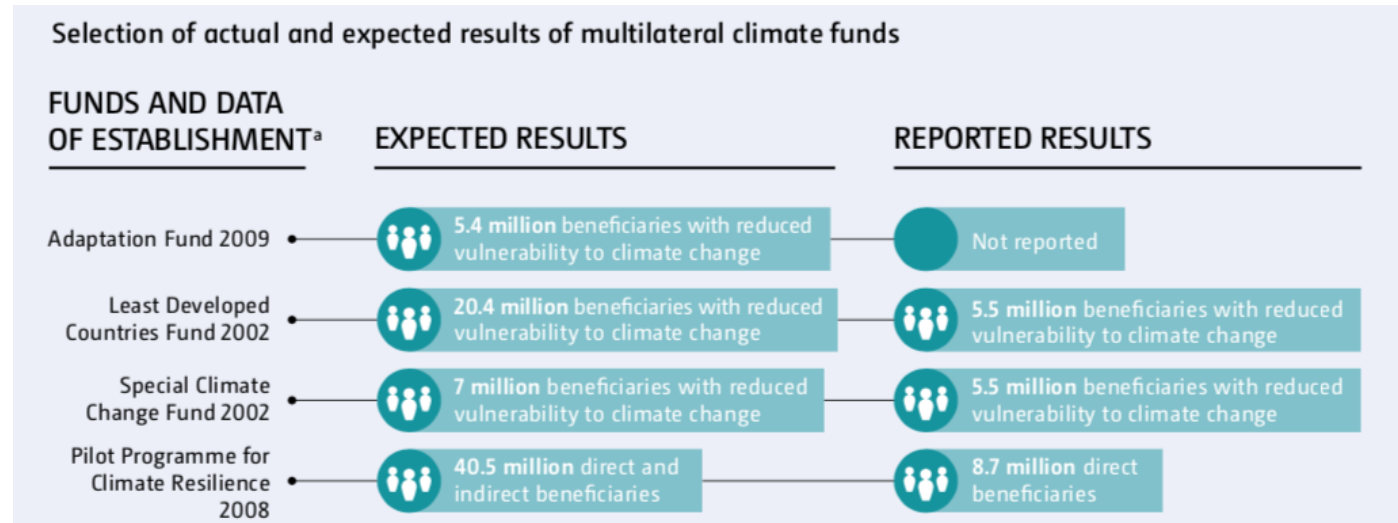 Selection of actual and expected results of multilateral climate funds
FUNDS AND DATA
OF ESTABLISHMENTᵃ
EXPECTED RESULTS
REPORTED RESULTS
Adaptation Fund 2009
5.4 million beneficiaries with reduced
vulnerability to climate change
Not reported
Least Developed
Countries Fund 2002
20.4 million beneficiaries with reduced
vulnerability to climate change
5.5 million beneficiaries with reduced
vulnerability to climate change
Special Climate
Change Fund 2002
7 million beneficiaries with reduced
vulnerability to climate change
5.5 million beneficiaries with reduced
vulnerability to climate change
Pilot Programme for
Climate Resilience
2008
40.5 million direct and
indirect beneficiaries
8.7 million direct
beneficiaries